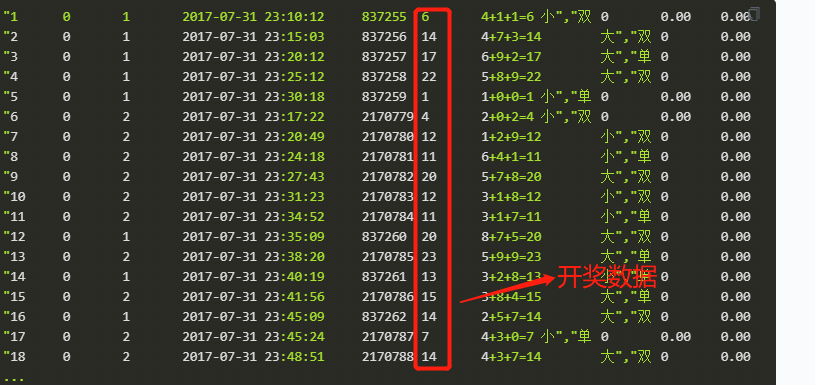 "1 0 1 2017-07-31 23:10:12 837255 6 4+1+1=6 小","双 0 0.00 0.00
"2 0 1 2017-07-31 23:15:03 837256 14 4+7+3=14 大","双 0 0.00
"3 0 1 2017-07-31 23:20:12 837257 17 6+9+2=17 大","单 0 0.00
"4 0 1 2017-07-31 23:25:12 837258 22 5+8+9=22 大","双 0 0.00
"5 0 1 2017-07-31 23:30:18 837259 1 1+0+0=1 小","单 0 0.00 0.00
"6 0 2 2017-07-31 23:17:22 2170779 4 2+0+2=4 小","双 0 0.00 0.00
"7 0 2 2017-07-31 23:20:49 2170780 12 1+2+9=12 小","双 0 0.00
"8 0 2 2017-07-31 23:24:18 2170781 11 6+4+1=11 小","单 0 0.00
"9 0 2 2017-07-31 23:27:43 2170782 20 5+7+8=20 大","双 0 0.00
"10 0 2 2017-07-31 23:31:23 2170783 12 3+1+8=12 小","双 0 0.00
"11 0 2 2017-07-31 23:34:52 2170784 11 3+1+7=11 小","单 0 0.00
"12 0 1 2017-07-31 23:35:09 837260 20 8+7+5=20 大","双 0 0.00
"13 0 2 2017-07-31 23:38:20 2170785 23 5+9+9=23 大","单 0 0.00
"14 0 1 2017-07-31 23:40:19 837261 13 3+2+8=13 0 0.00
开奖数据
"15 0 2 2017-07-31 23:41:56 2170786 15 3+8+4=15 大","单 0 0.00
"16 0 1 2017-07-31 23:45:09 837262 14 2+5+7=14 大","双 0 0.00
"17 0 2 2017-07-31 23:45:24 2170787 7 4+3+0=7 小","单 0 0.00 0.00
"18 0 2 2017-07-31 23:48:51 2170788 14 4+3+7=14 大","双 0 0.00
...